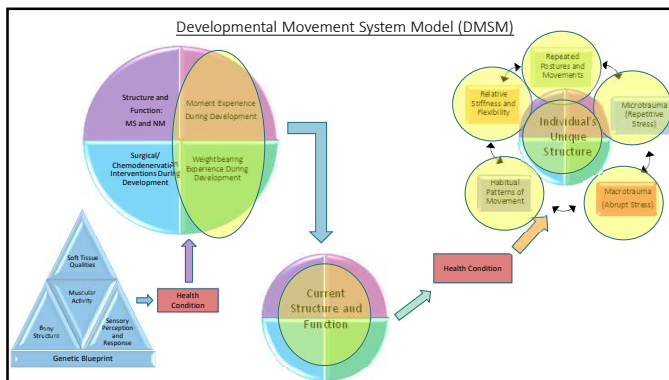 Developmental Movement System Model (DMSM)
Structure and
Function:
MS and NM
Moment Experience
During Development
Surgical/
Chemodenervation
Interventions During
Development
Weightbearing
Experience During
Development
Soft Tissue
Qualities
Muscular
Activity
Bony
Structure
Sensory
Perception
and
Response
Genetic Blueprint
Health
Condition
Current
Structure and
Function
Health
Condition
Repeated
Postures and
Movements
Relative
Stiffness and
Flexibility
Microtrauma
(Repetitive
Stress)
Individual's
Unique
Structure
Habitual
Patterns of
Movement
Macrotrauma
(Abrupt Stress)